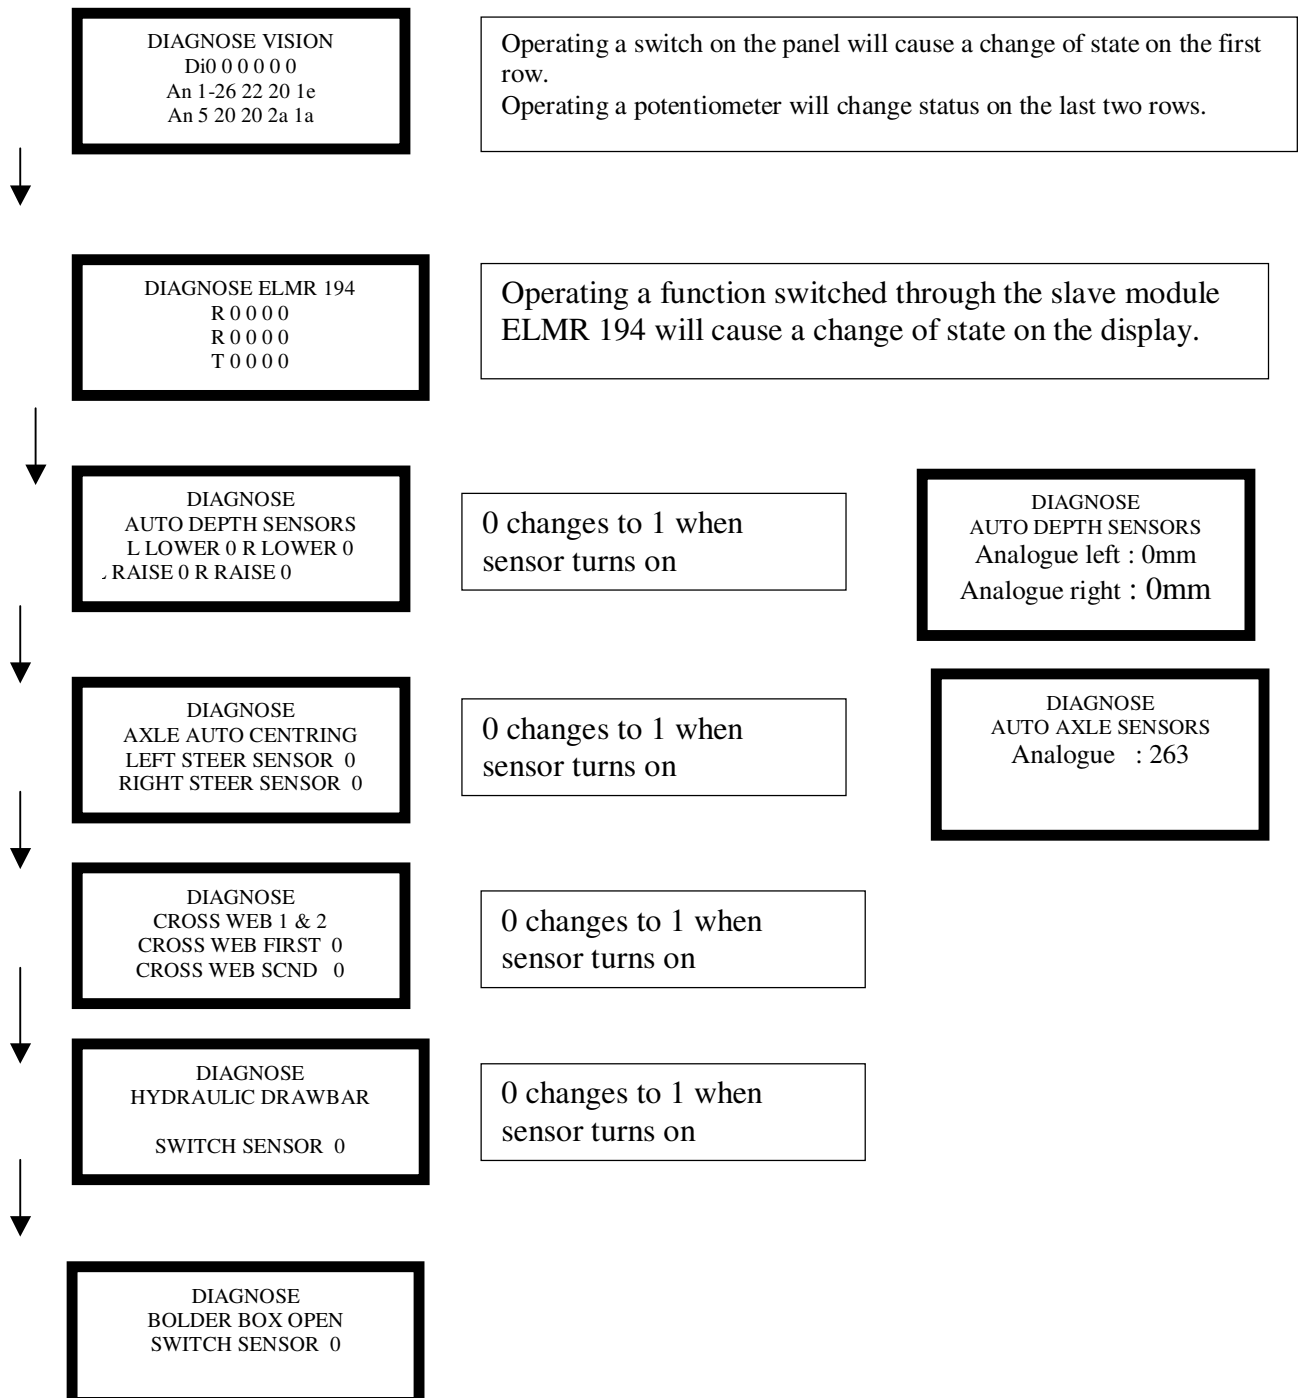 DIAGNOSE VISION
Di0 0 0 0 0 0
An 1-26 22 20 1e
An 5 20 20 2a 1a
Operating a switch on the panel will cause a change of state on the first
row.
Operating a potentiometer will change status on the last two rows.
DIAGNOSE ELMR 194
R 0 0 0 0
R 0 0 0 0
T 0 0 0 0
Operating a function switched through the slave module
ELMR 194 will cause a change of state on the display.
DIAGNOSE
AUTO DEPTH SENSORS
L LOWER 0 R LOWER 0
RAISE 0 R RAISE 0
0 changes to 1 when
sensor turns on
DIAGNOSE
AUTO DEPTH SENSORS
Analogue left : 0mm
Analogue right : 0mm
DIAGNOSE
AXLE AUTO CENTRING
LEFT STEER SENSOR 0
RIGHT STEER SENSOR 0
0 changes to 1 when
sensor turns on
DIAGNOSE
AUTO AXLE SENSORS
Analogue : 263
DIAGNOSE
CROSS WEB 1 & 2
CROSS WEB FIRST 0
CROSS WEB SCND 0
0 changes to 1 when
sensor turns on
DIAGNOSE
HYDRAULIC DRAWBAR
SWITCH SENSOR 0
0 changes to 1 when
sensor turns on
DIAGNOSE
BOLDER BOX OPEN
SWITCH SENSOR 0